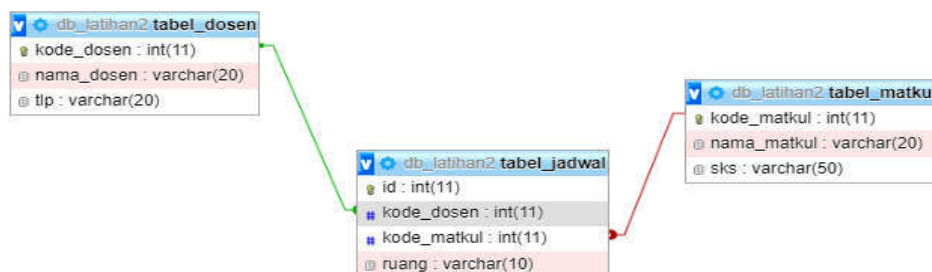 db_latihan2 tabel_dosen
kode_dosen : int(11)
nama_dosen : varchar(20)
tlp : varchar(20)
db_latihan2 tabel_matku
kode_matkul : int(11)
nama_matkul : varchar(20)
sks : varchar(50)
db_latihan2 tabel_jadwal
id : int(11)
# kode_dosen : int(11)
# kode_matkul : int(11)
ruang : varchar(10)